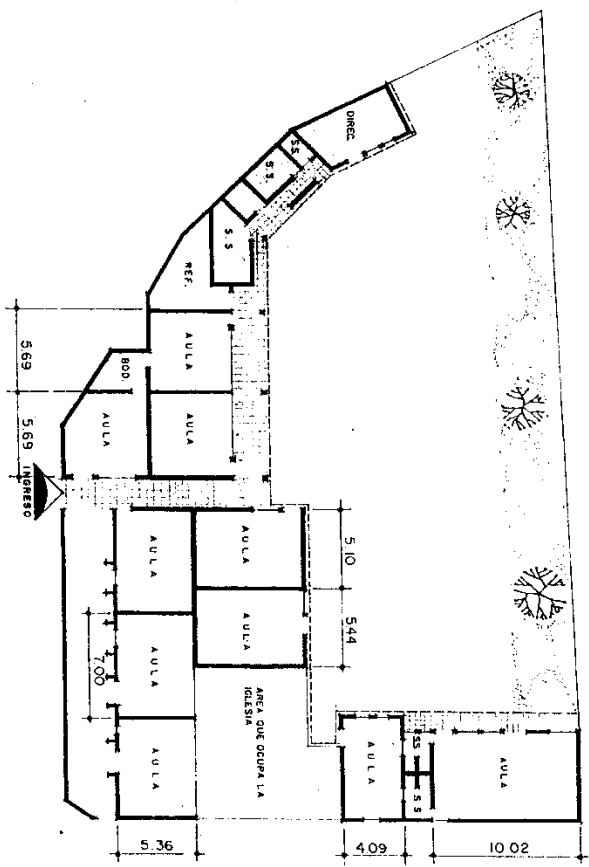 DIREC.
S.S
S.S.
S.S
REF.
AULA
BOD.
5.69
AULA
AULA
5.69
INGRESO
AULA
AULA
5.10
AULA
AULA
5.44
7.00
AULA
AREA QUE OCUPA LA
IGLESIA
AULA
SS
S.S
AULA
5.36
4.09
10.02